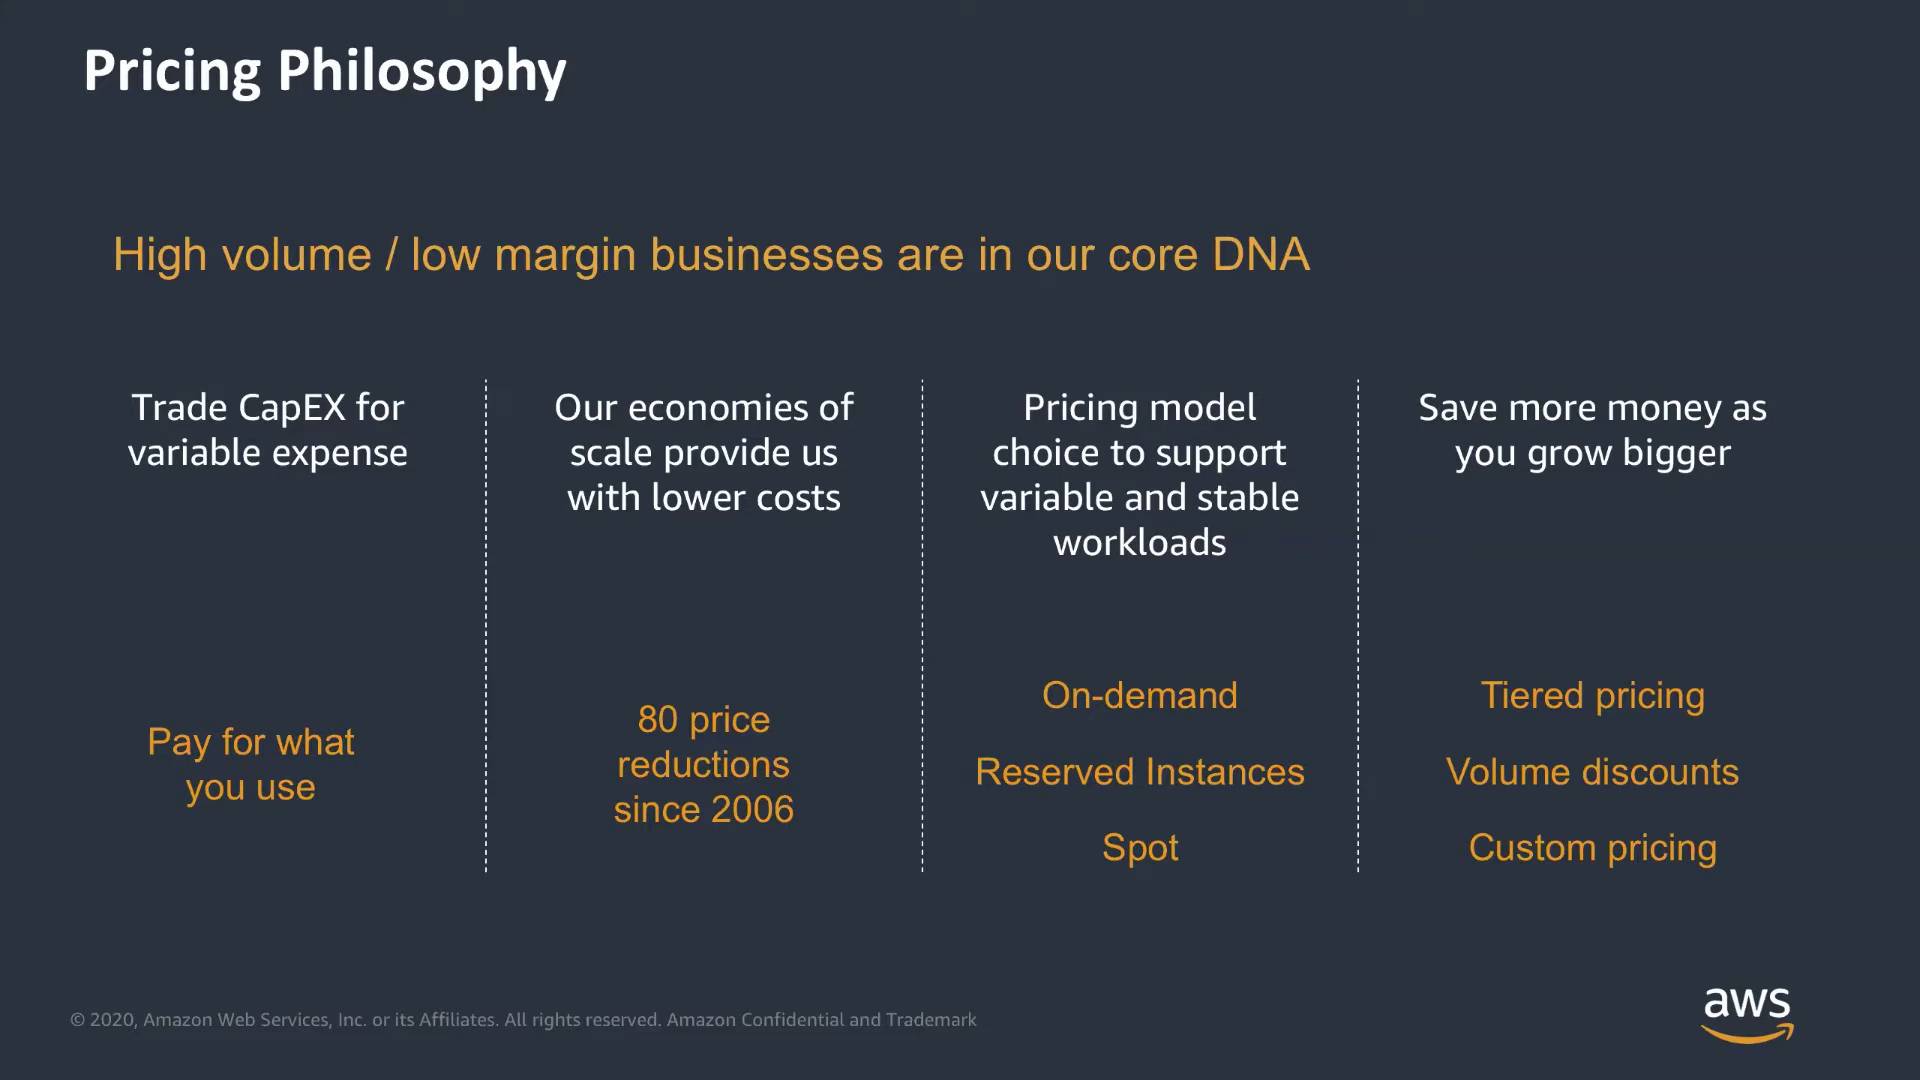 Pricing Philosophy
High volume / low margin businesses are in our core DNA
Trade CapEX for
variable expense
Pay for what
you use
Our economies of
scale provide us
with lower costs
80 price
reductions
since 2006
Pricing model
choice to support
variable and stable
workloads
On-demand
Reserved Instances
Spot
Save more money as
you grow bigger
Tiered pricing
Volume discounts
Custom pricing
© 2020, Amazon Web Services, Inc. or its Affiliates. All rights reserved. Amazon Confidential and Trademark
aws